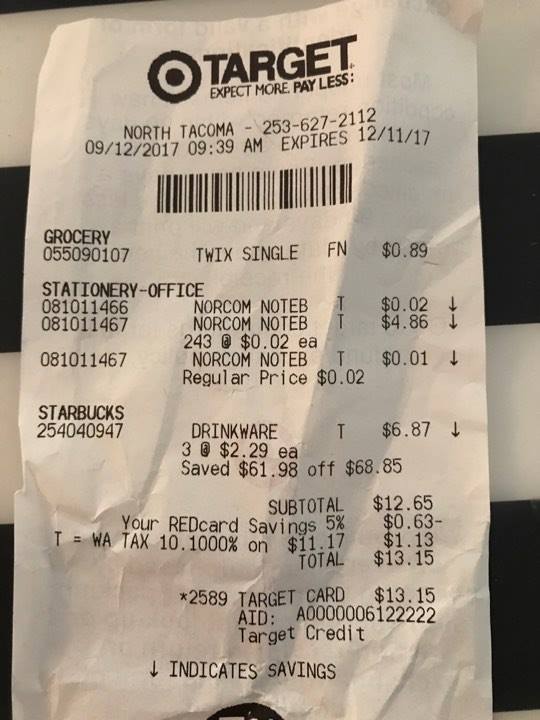 TARGET
EXPECT MORE. PAY LESS:
NORTH TACOMA - 253-627-2112
09/12/2017 09:39 AM EXPIRES 12/11/17
GROCERY
055090107 TWIX SINGLE FN $0.89
STATIONERY-OFFICE
081011466 NORCOM NOTEB T $0.02 ↓
081011467 NORCOM NOTEB T $4.86 ↓
243 @ $0.02 ea
081011467 NORCOM NOTEB T $0.01 ↓
Regular Price $0.02
STARBUCKS
254040947 DRINKWARE T $6.87 ↓
3 @ $2.29 ea
Saved $61.98 off $68.85
SUBTOTAL $12.65
Your REDcard Savings 5% $0.63-
T = WA TAX 10.1000% on $11.17 $1.13
TOTAL $13.15
*2589 TARGET CARD $13.15
AID: A0000006122222
Target Credit
↓ INDICATES SAVINGS